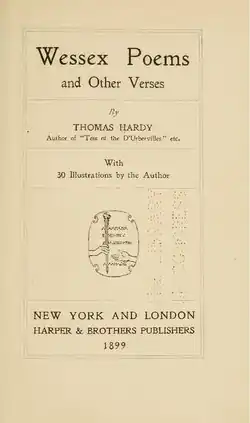 Wessex Poems
and Other Verses
By
THOMAS HARDY
Author of "Tess of the D'Urbervilles" etc.
With
30 Illustrations by the Author
NEW YORK AND LONDON
HARPER & BROTHERS PUBLISHERS
1899